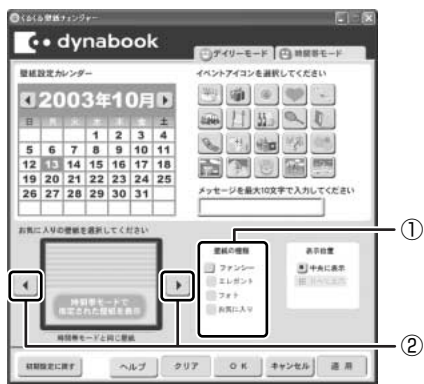 くるくる壁紙チェンジャー
dynabook
デイリーモード 時間帯モード
壁紙設定カレンダー
イベントアイコンを選択してください
2003年10月
日 月 火 水 木 金 土
1 2 3 4
5 6 7 8 9 10 11
12 13 14 15 16 17 18
19 20 21 22 23 24 25
26 27 28 29 30 31
メッセージを最大10文字で入力してください
お気に入りの壁紙を選択してください
時間帯モードで
指定された壁紙を表示
時間帯モードと同じ壁紙
壁紙の種類
ファンシー
エレガント
フォト
お気に入り
表示位置
中央に表示
①
②
初期設定に戻す ヘルプ クリア OK キャンセル 適用